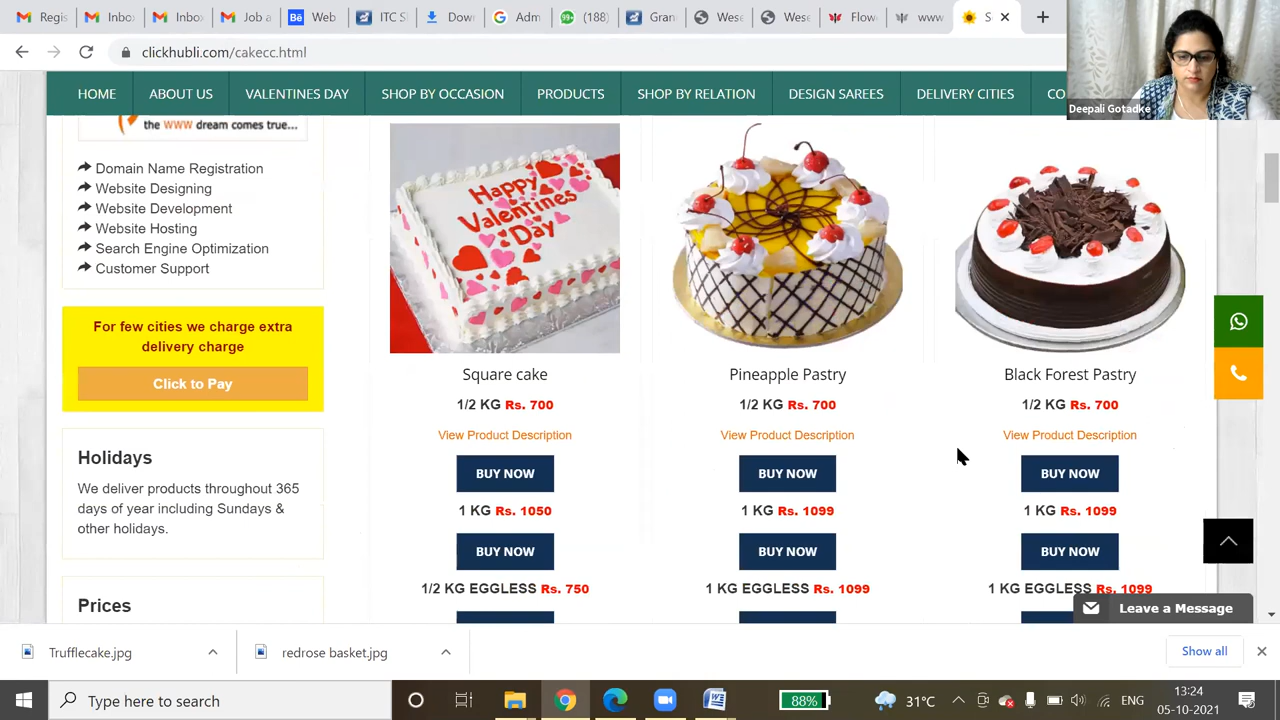 Regis
Inbox
Inbox
Job a
Web
ITC S
Dow
Adm
99+
(188)
Gran
Wese
Wese
Flow
www
S
clickhubli.com/cakecc.html
Deepali Gotadke
HOME
ABOUT US
VALENTINES DAY
SHOP BY OCCASION
PRODUCTS
SHOP BY RELATION
DESIGN SAREES
DELIVERY CITIES
CO
the WWW dream comes true...
Domain Name Registration
Website Designing
Website Development
Website Hosting
Search Engine Optimization
Customer Support
For few cities we charge extra
delivery charge
Click to Pay
Holidays
We deliver products throughout 365
days of year including Sundays &
other holidays.
Prices
Happy
Valentines
Day
Square cake
1/2 KG Rs. 700
View Product Description
BUY NOW
1 KG Rs. 1050
BUY NOW
1/2 KG EGGLESS Rs. 750
Pineapple Pastry
1/2 KG Rs. 700
View Product Description
BUY NOW
1 KG Rs. 1099
BUY NOW
1 KG EGGLESS Rs. 1099
Black Forest Pastry
1/2 KG Rs. 700
View Product Description
BUY NOW
1 KG Rs. 1099
BUY NOW
1 KG EGGLESS Rs. 1099
Leave a Message
Trufflecake.jpg
redrose basket.jpg
Show all
Type here to search
88%
31°C
ENG
13:24
05-10-2021